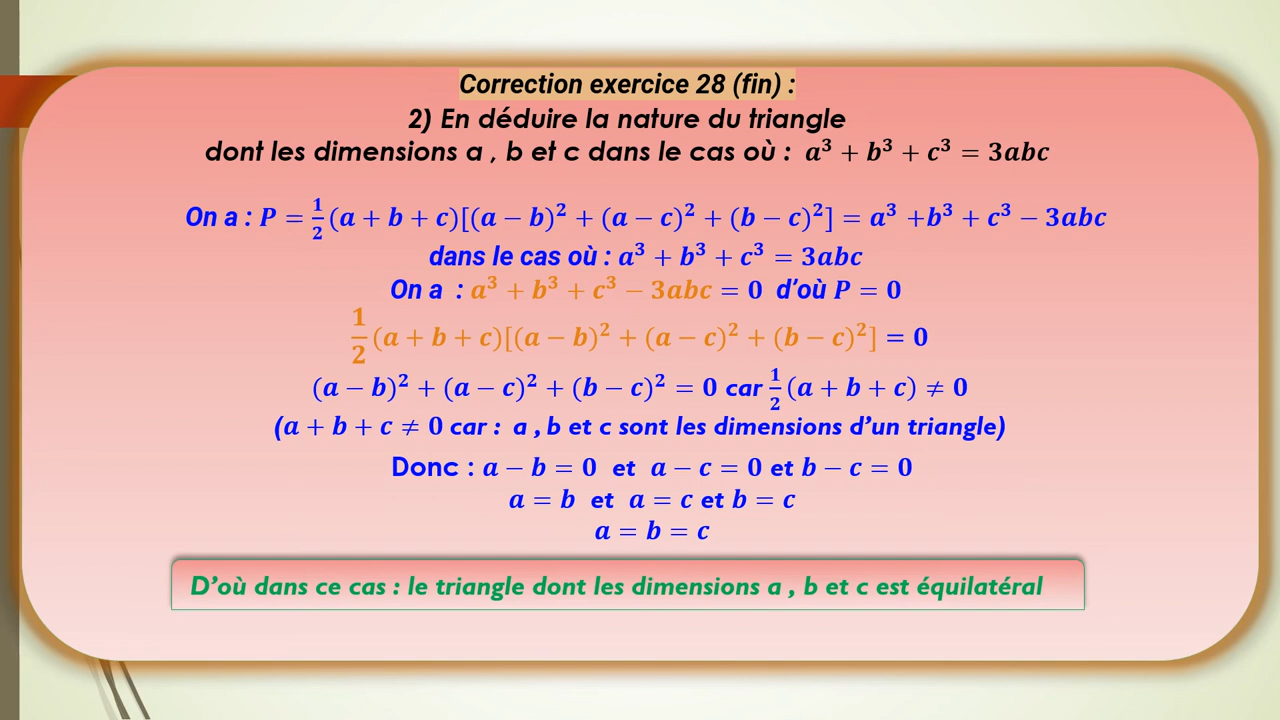 Correction exercice 28 (fin) :
2) En déduire la nature du triangle
dont les dimensions a , b et c dans le cas où : a³ + b³ + c³ = 3abc
On a : P = 1/2 (a + b + c)[(a − b)² + (a − c)² + (b − c)²] = a³ +b³ + c³ − 3abc
dans le cas où : a³ + b³ + c³ = 3abc
On a : a³ + b³ + c³ − 3abc = 0 d’où P = 0
1/2 (a + b + c)[(a − b)² + (a − c)² + (b − c)²] = 0
(a − b)² + (a − c)² + (b − c)² = 0 car 1/2 (a + b + c) ≠ 0
(a + b + c ≠ 0 car : a , b et c sont les dimensions d’un triangle)
Donc : a − b = 0 et a − c = 0 et b − c = 0
a = b et a = c et b = c
a = b = c
D’où dans ce cas : le triangle dont les dimensions a , b et c est équilatéral